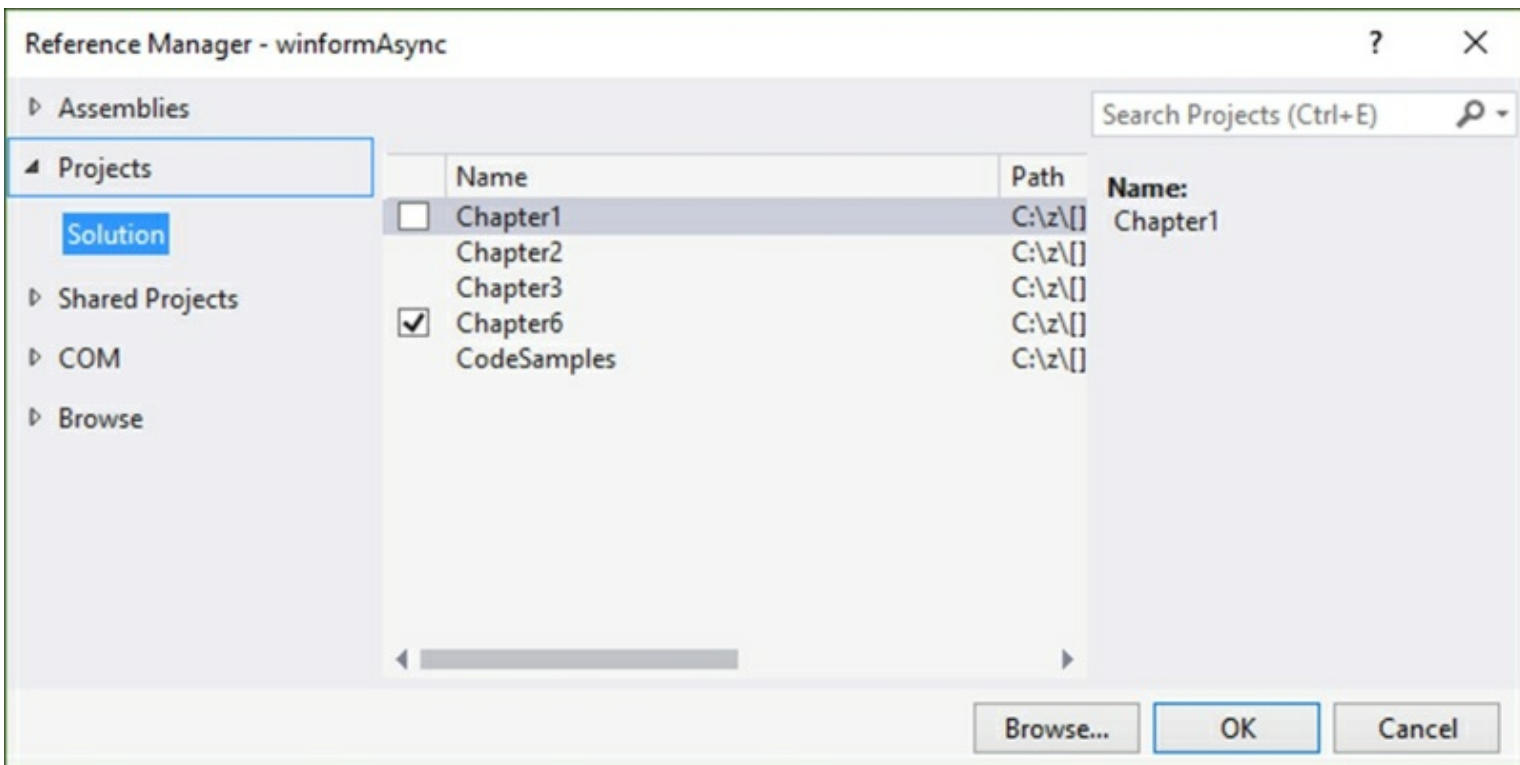 Reference Manager - winformAsync
?
Assemblies
Search Projects (Ctrl+E)
Projects
Solution
Shared Projects
COM
Browse
Name Path
Chapter1 C:\z\[]
Chapter2 C:\z\[]
Chapter3 C:\z\[]
Chapter6 C:\z\[]
CodeSamples C:\z\[]
Name:
Chapter1
Browse... OK Cancel